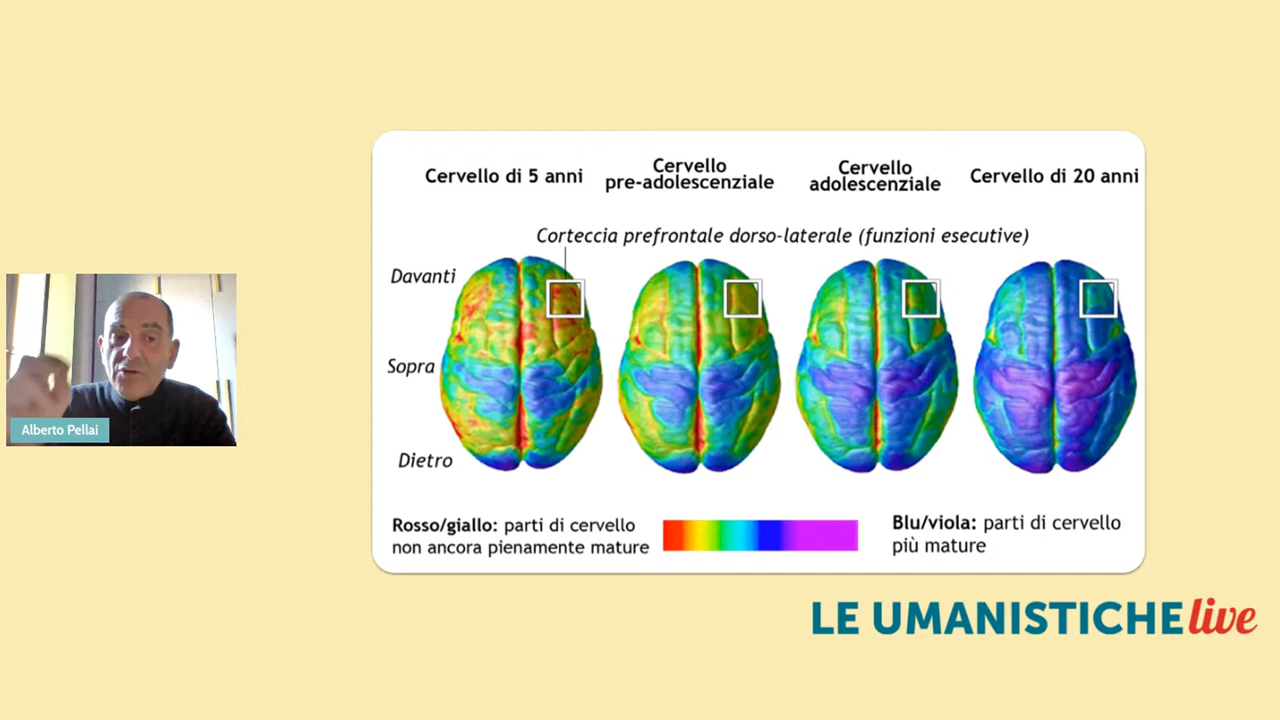 Cervello di 5 anni
Cervello
pre-adolescenziale
Cervello
adolescenziale
Cervello di 20 anni
Corteccia prefrontale dorso-laterale (funzioni esecutive)
Davanti
Sopra
Dietro
Rosso/giallo: parti di cervello
non ancora pienamente mature
Blu/viola: parti di cervello
più mature
Alberto Pellai
LE UMANISTICHE live